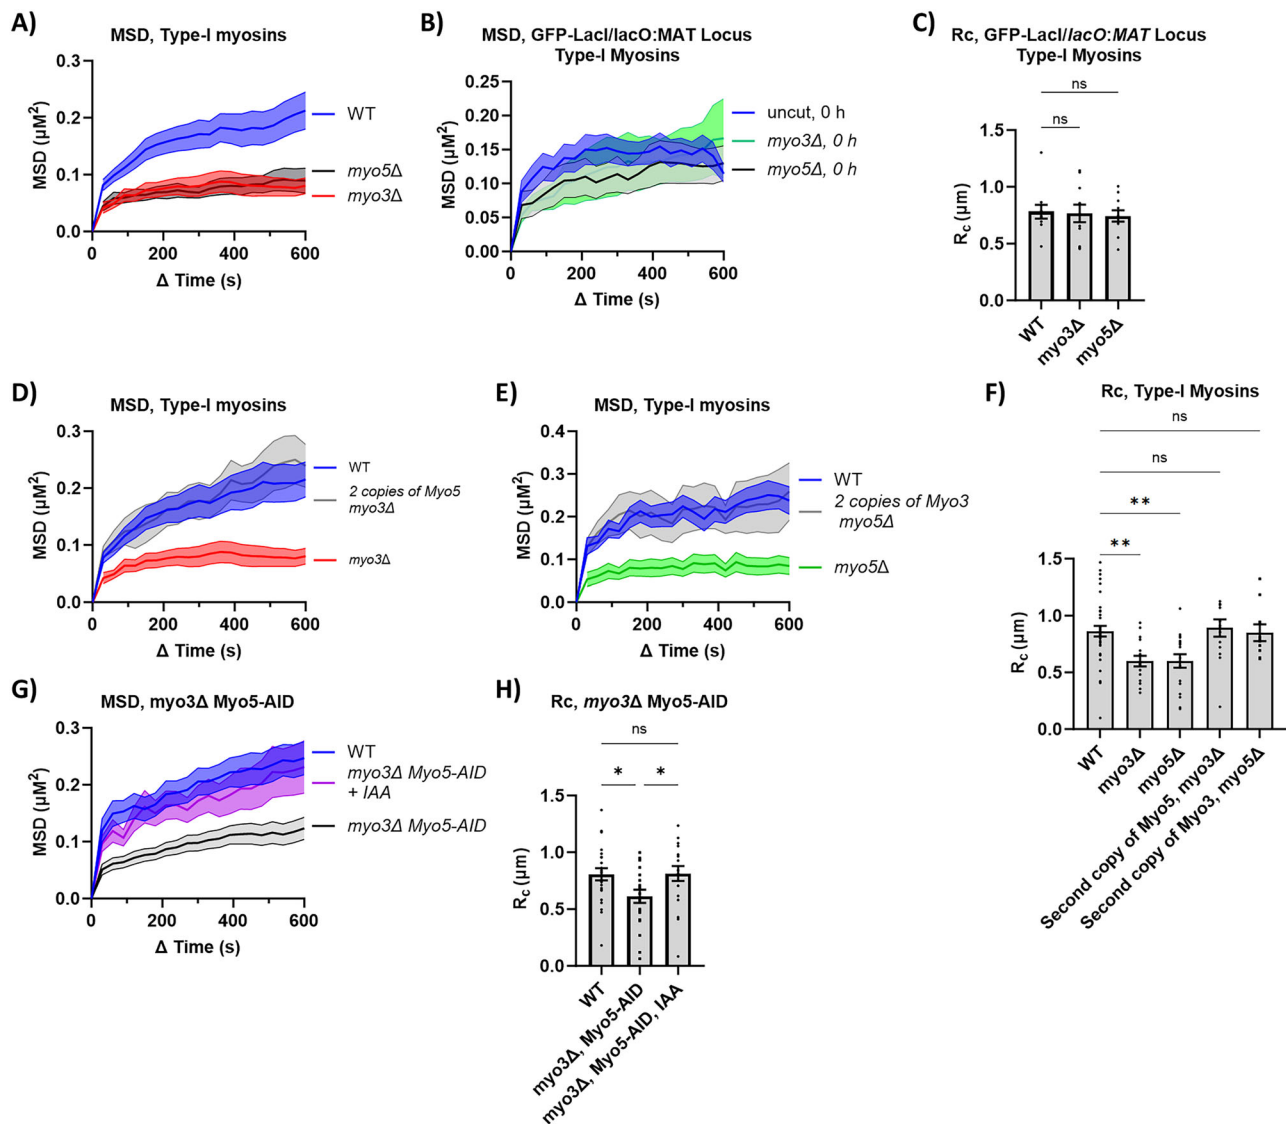 A)
MSD, Type-I myosins
MSD (µM²)
0.3
0.2
0.1
0.0
0 200 400 600
Δ Time (s)
WT
myo5Δ
myo3Δ
B)
MSD, GFP-LacI/lacO:MAT Locus
Type-I Myosins
MSD (µM²)
0.25
0.20
0.15
0.10
0.05
0.00
0 200 400 600
Δ Time (s)
uncut, 0 h
myo3Δ, 0 h
myo5Δ, 0 h
C)
Rc, GFP-LacI/lacO:MAT Locus
Type-I Myosins
ns
ns
Rc (µm)
1.5
1.0
0.5
0.0
WT
myo3Δ
myo5Δ
D)
MSD, Type-I myosins
MSD (µM²)
0.3
0.2
0.1
0.0
0 200 400 600
Δ Time (s)
WT
2 copies of Myo5
myo3Δ
myo3Δ
E)
MSD, Type-I myosins
MSD (µM²)
0.4
0.3
0.2
0.1
0.0
0 200 400 600
Δ Time (s)
WT
2 copies of Myo3
myo5Δ
myo5Δ
F)
Rc, Type-I Myosins
ns
ns
**
**
Rc (µm)
1.5
1.0
0.5
0.0
WT
myo3Δ
myo5Δ
Second copy of Myo5, myo3Δ
Second copy of Myo3, myo5Δ
G)
MSD, myo3Δ Myo5-AID
MSD (µM²)
0.3
0.2
0.1
0.0
0 200 400 600
Δ Time (s)
WT
myo3Δ Myo5-AID
+ IAA
myo3Δ Myo5-AID
H)
Rc, myo3Δ Myo5-AID
ns
* *
Rc (µm)
1.5
1.0
0.5
0.0
WT
myo3Δ, Myo5-AID
myo3Δ, Myo5-AID, IAA